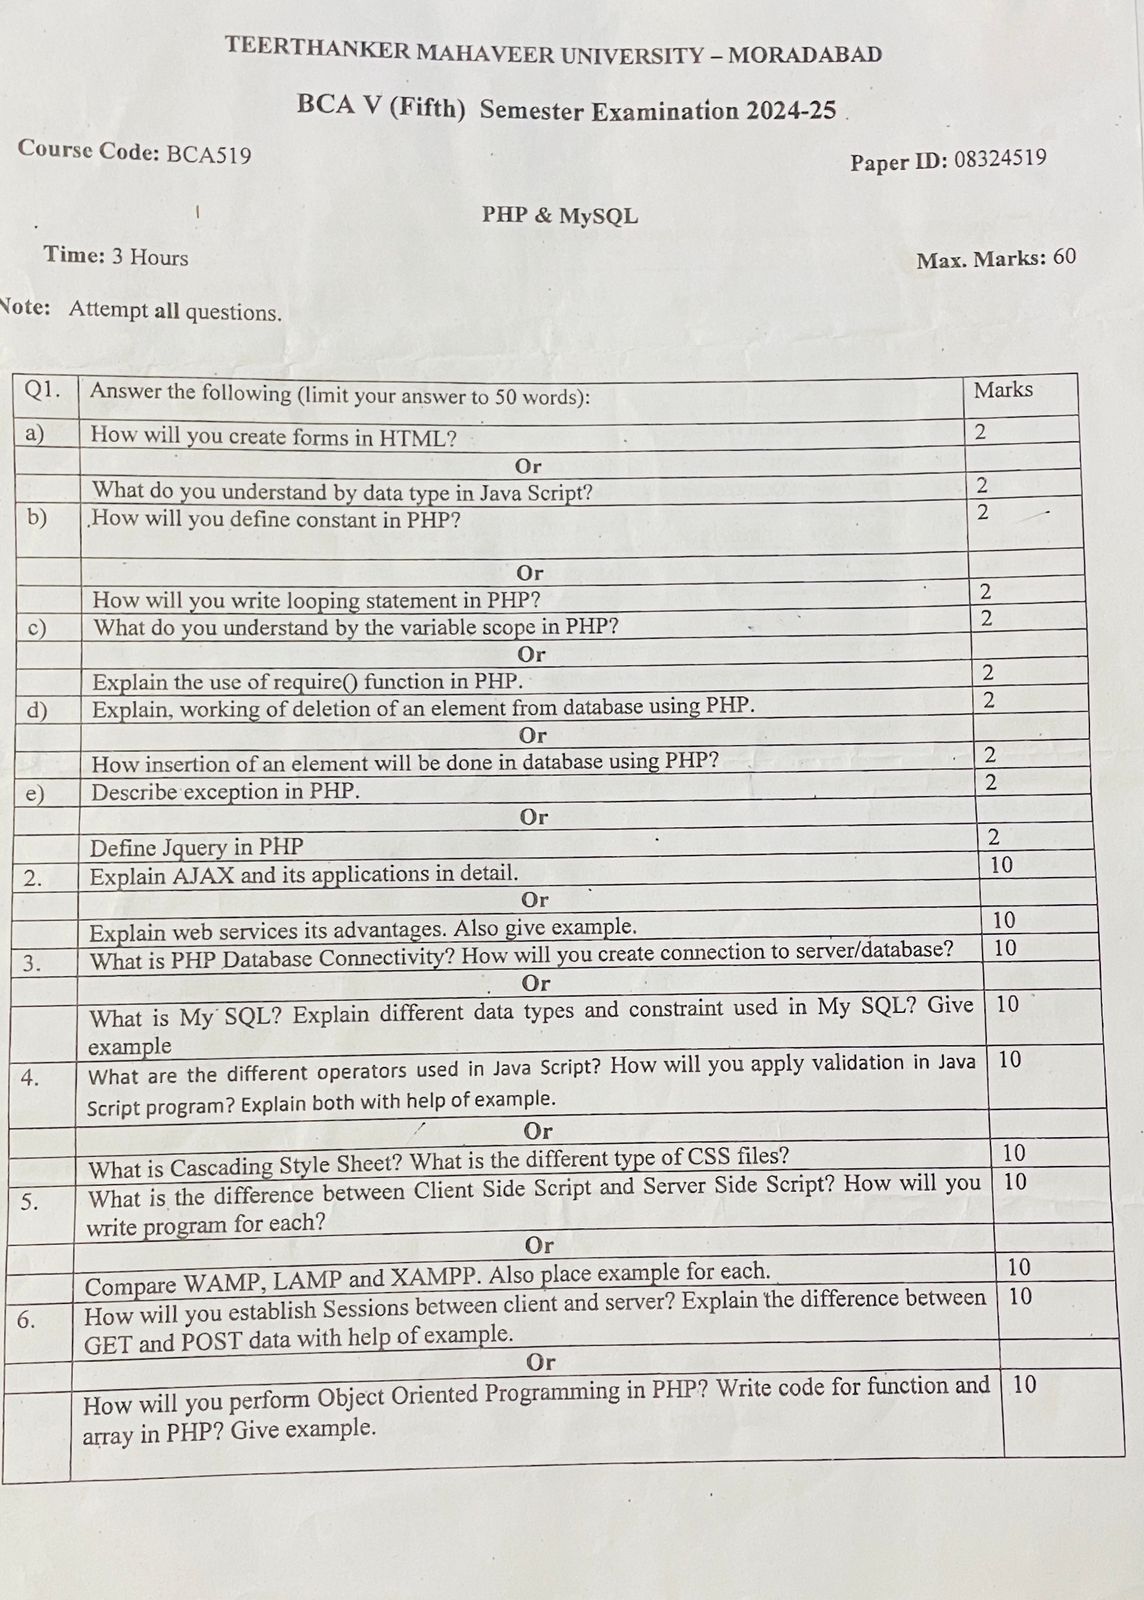 TEERTHANKER MAHAVEER UNIVERSITY – MORADABAD
BCA V (Fifth) Semester Examination 2024-25
Course Code: BCA519
Paper ID: 08324519
PHP & MySQL
Time: 3 Hours
Max. Marks: 60
Note: Attempt all questions.
Q1. Answer the following (limit your answer to 50 words): Marks
a) How will you create forms in HTML? 2
Or
What do you understand by data type in Java Script? 2
b) .How will you define constant in PHP? 2
Or
How will you write looping statement in PHP? 2
c) What do you understand by the variable scope in PHP? 2
Or
Explain the use of require() function in PHP. 2
d) Explain, working of deletion of an element from database using PHP. 2
Or
How insertion of an element will be done in database using PHP? 2
e) Describe exception in PHP. 2
Or
Define Jquery in PHP 2
2. Explain AJAX and its applications in detail. 10
Or
Explain web services its advantages. Also give example. 10
3. What is PHP Database Connectivity? How will you create connection to server/database? 10
Or
What is My SQL? Explain different data types and constraint used in My SQL? Give 10
example
4. What are the different operators used in Java Script? How will you apply validation in Java 10
Script program? Explain both with help of example.
Or
What is Cascading Style Sheet? What is the different type of CSS files? 10
5. What is the difference between Client Side Script and Server Side Script? How will you 10
write program for each?
Or
Compare WAMP, LAMP and XAMPP. Also place example for each. 10
6. How will you establish Sessions between client and server? Explain the difference between 10
GET and POST data with help of example.
Or
How will you perform Object Oriented Programming in PHP? Write code for function and 10
array in PHP? Give example.